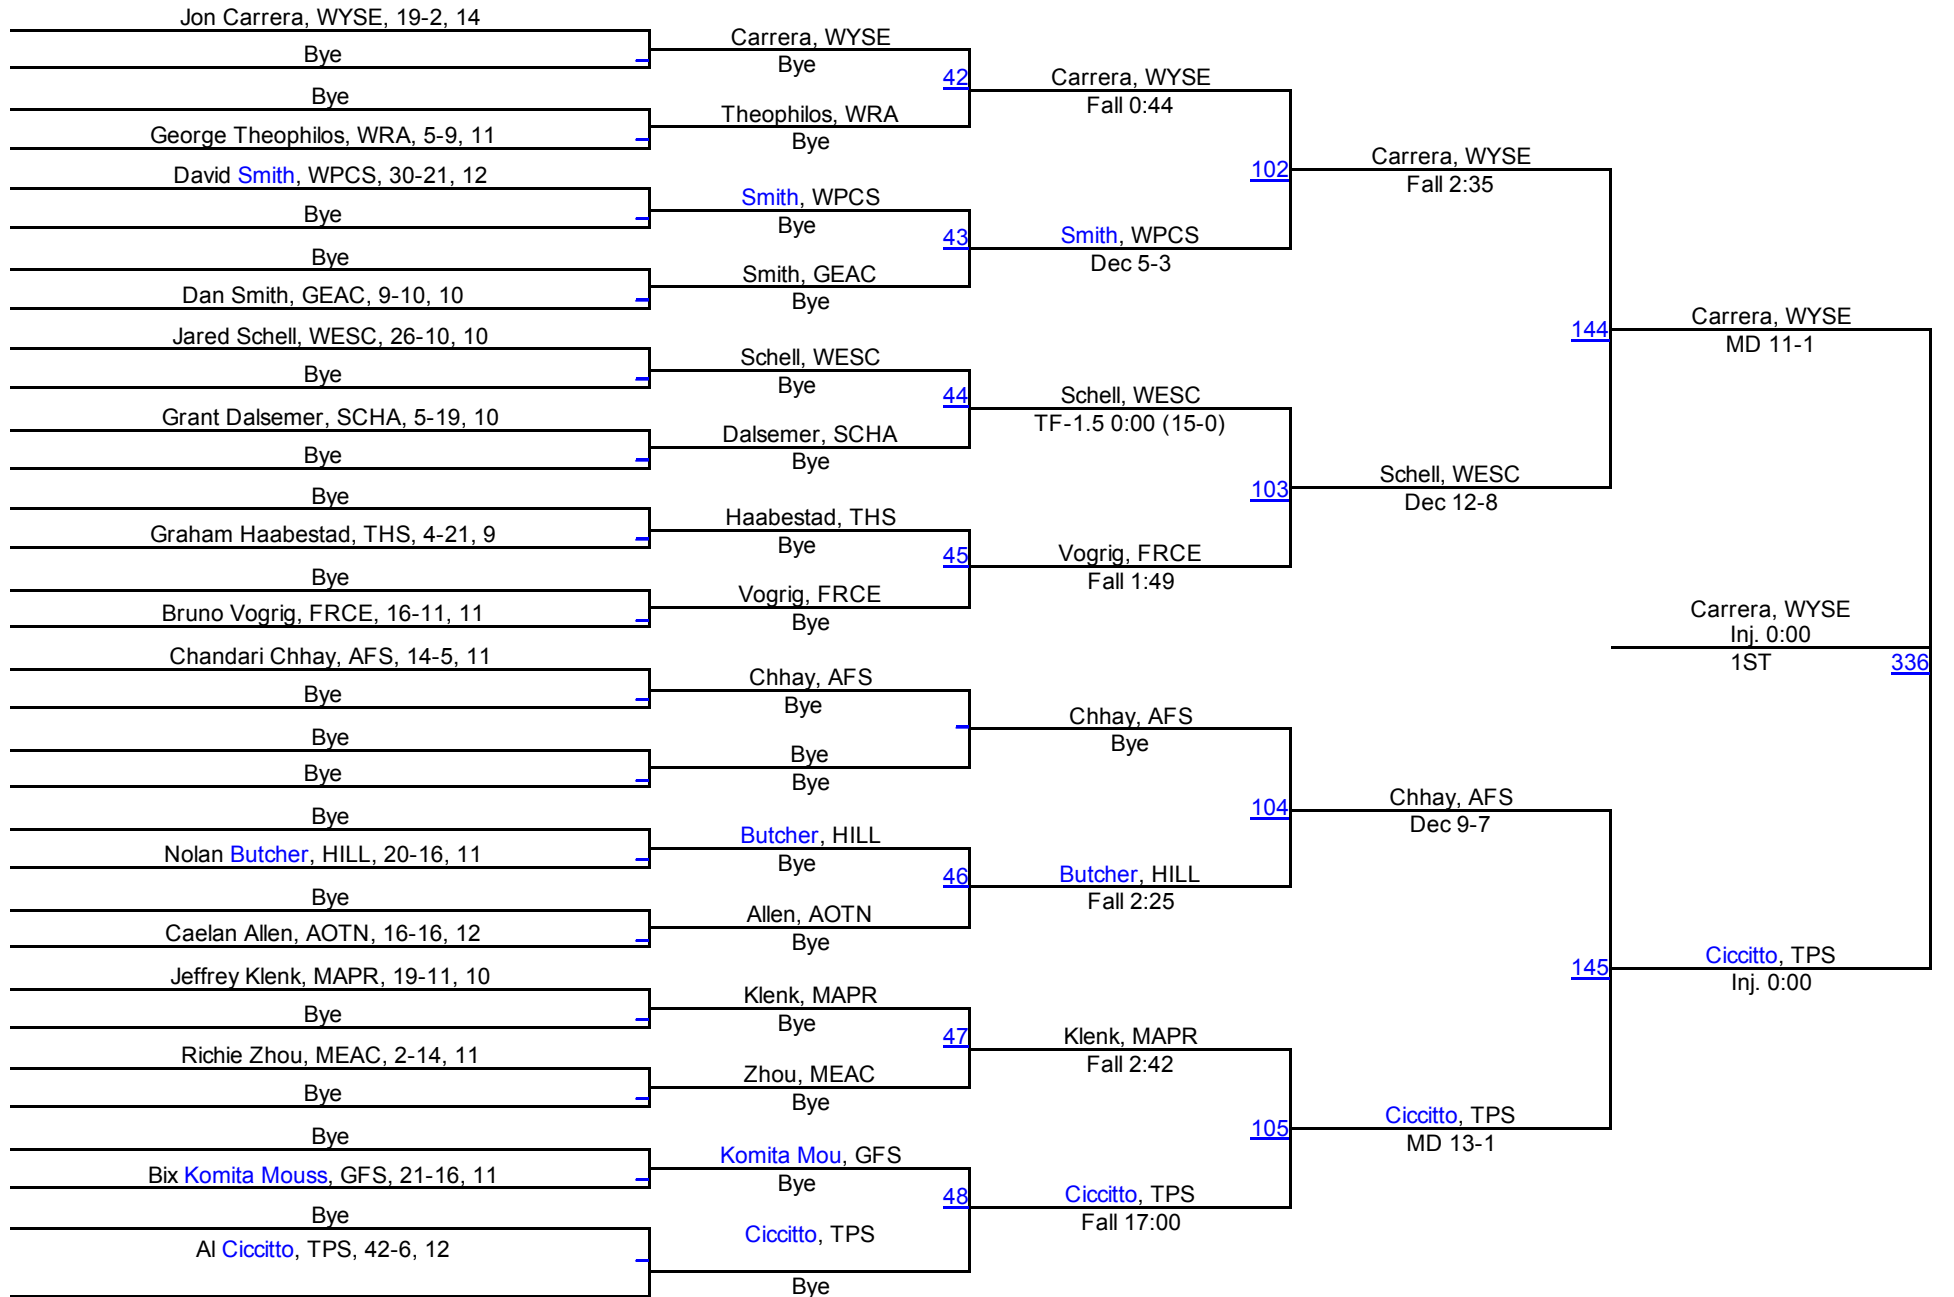 Jon Carrera, WYSE, 19-2, 14
Bye
Bye
George Theophilos, WRA, 5-9, 11
David Smith, WPCS, 30-21, 12
Bye
Bye
Dan Smith, GEAC, 9-10, 10
Jared Schell, WESC, 26-10, 10
Bye
Grant Dalsemer, SCHA, 5-19, 10
Bye
Bye
Graham Haabestad, THS, 4-21, 9
Bye
Bruno Vogrig, FRCE, 16-11, 11
Chandari Chhay, AFS, 14-5, 11
Bye
Bye
Bye
Bye
Nolan Butcher, HILL, 20-16, 11
Bye
Caelan Allen, AOTN, 16-16, 12
Jeffrey Klenk, MAPR, 19-11, 10
Bye
Richie Zhou, MEAC, 2-14, 11
Bye
Bye
Bix Komita Mouss, GFS, 21-16, 11
Bye
Al Ciccitto, TPS, 42-6, 12
Carrera, WYSE
Bye
42
Theophilos, WRA
Bye
Smith, WPCS
Bye
43
Smith, GEAC
Bye
Schell, WESC
Bye
44
Dalsemer, SCHA
Bye
Haabestad, THS
Bye
45
Vogrig, FRCE
Bye
Chhay, AFS
Bye
Bye
Bye
Butcher, HILL
Bye
46
Allen, AOTN
Bye
Klenk, MAPR
Bye
47
Zhou, MEAC
Bye
Komita Mou, GFS
Bye
48
Ciccitto, TPS
Bye
Carrera, WYSE
Fall 0:44
102
Smith, WPCS
Dec 5-3
Schell, WESC
TF-1.5 0:00 (15-0)
103
Vogrig, FRCE
Fall 1:49
Chhay, AFS
Bye
104
Butcher, HILL
Fall 2:25
Klenk, MAPR
Fall 2:42
105
Ciccitto, TPS
Fall 17:00
Carrera, WYSE
Fall 2:35
144
Schell, WESC
Dec 12-8
Chhay, AFS
Dec 9-7
145
Ciccitto, TPS
MD 13-1
Carrera, WYSE
MD 11-1
Carrera, WYSE
Inj. 0:00
1ST
336
Ciccitto, TPS
Inj. 0:00